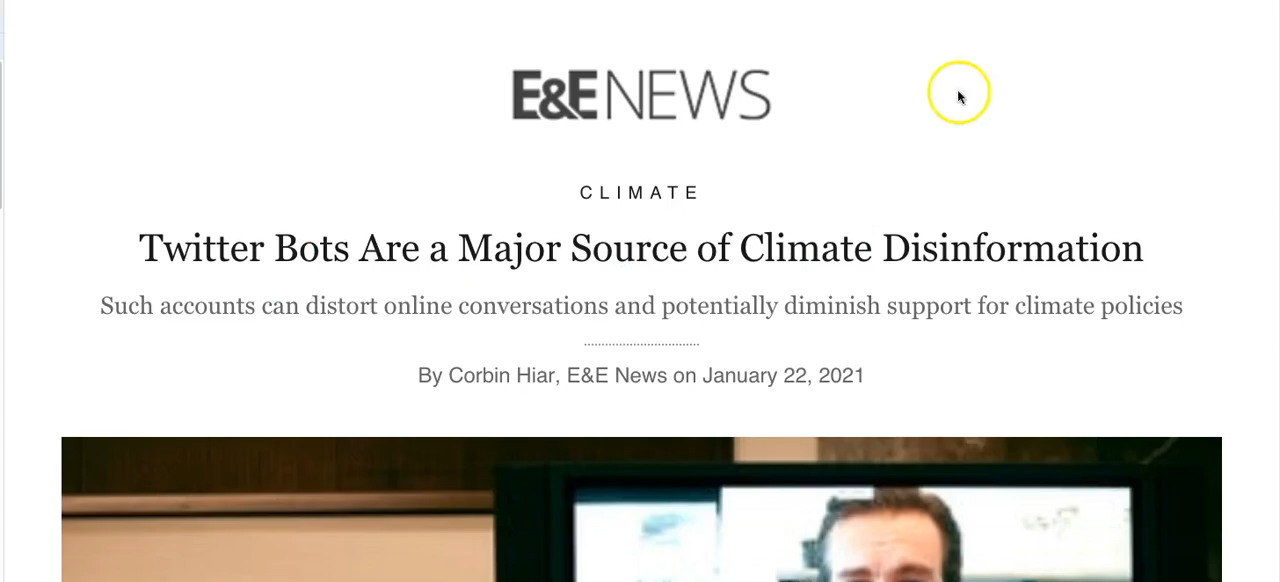 E&E NEWS
CLIMATE
Twitter Bots Are a Major Source of Climate Disinformation
Such accounts can distort online conversations and potentially diminish support for climate policies
By Corbin Hiar, E&E News on January 22, 2021